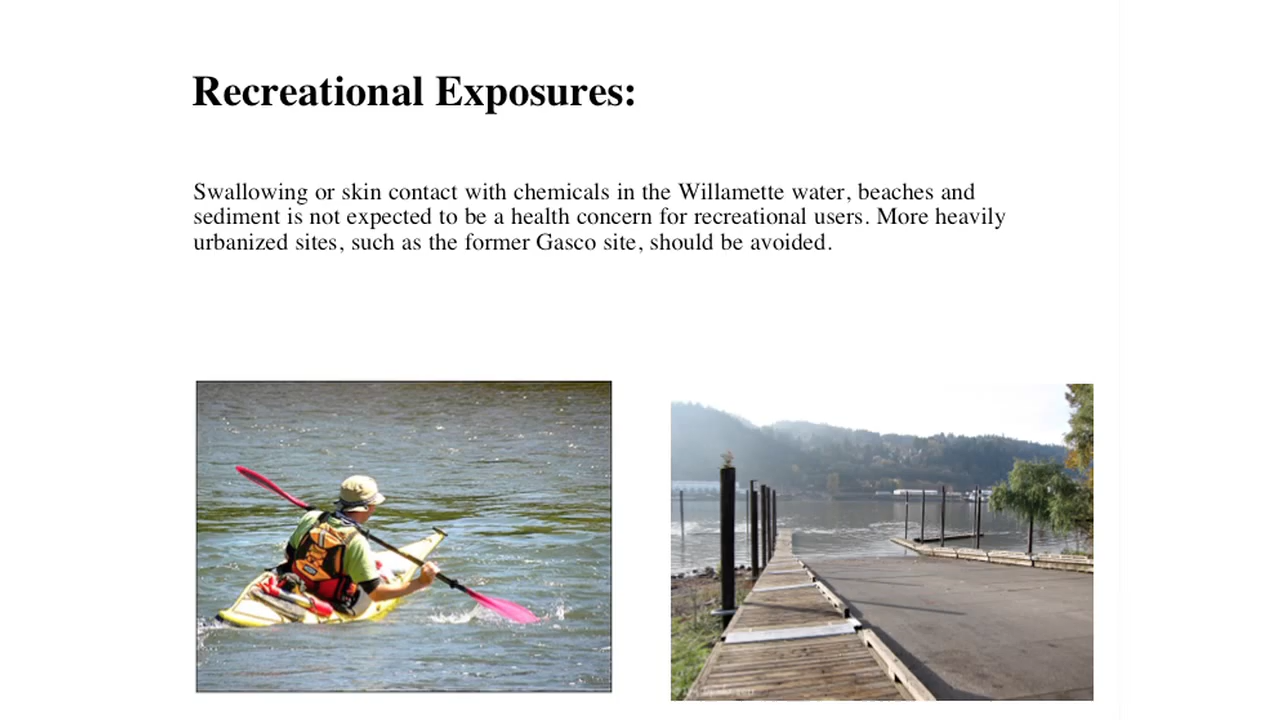 Recreational Exposures:
Swallowing or skin contact with chemicals in the Willamette water, beaches and
sediment is not expected to be a health concern for recreational users. More heavily
urbanized sites, such as the former Gasco site, should be avoided.